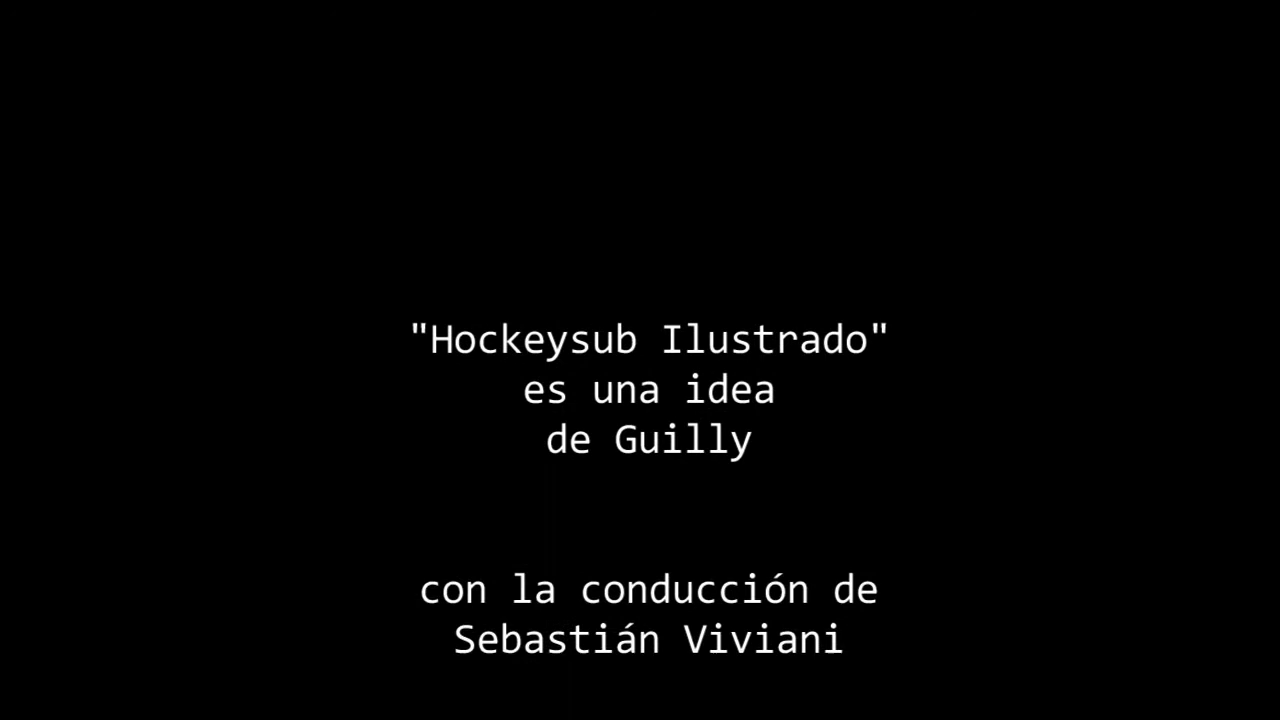 "Hockeysub Ilustrado"
es una idea
de Guilly
con la conducción de
Sebastián Viviani